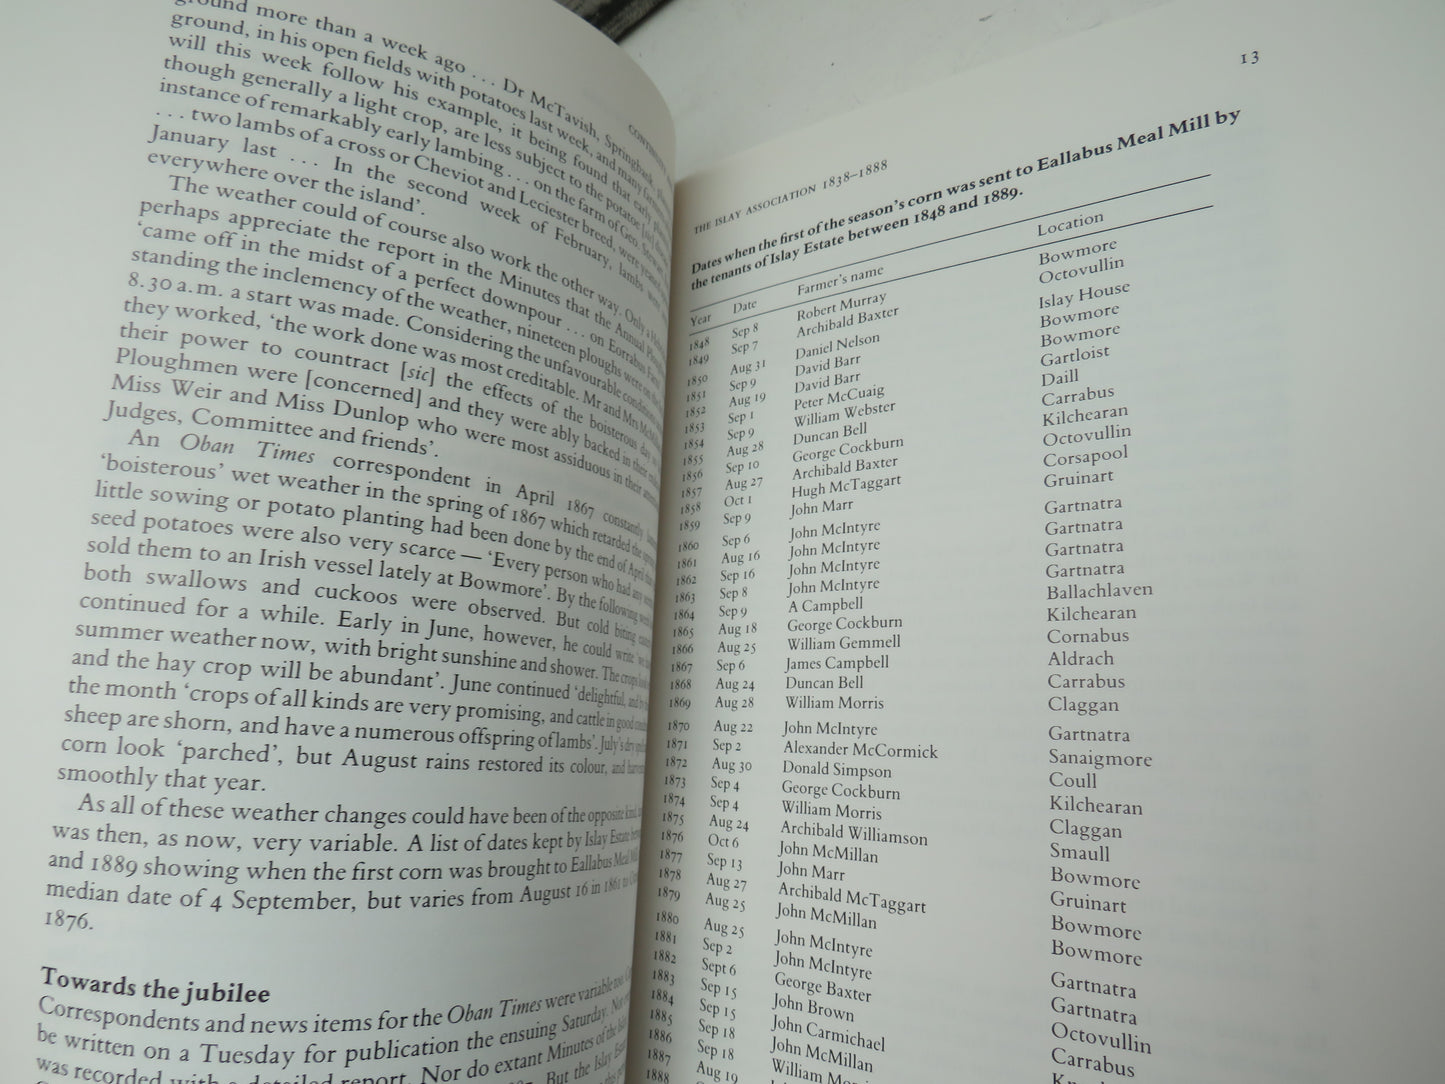 ground more than a week ago ... Dr McTavish, Springbank,
ground, in his open fields with potatoes last week, and many farmers
will this week follow his example, it being found that early
though generally a light crop, are less subject to the potatoe [sic]
instance of remarkably early lambing ... on the farm of Geo.
... two lambs of a cross or Cheviot and Leciester breed, were yeaned
January last ... In the second week of February, lambs were
everywhere over the island'.
The weather could of course also work the other way. Only a
perhaps appreciate the report in the Minutes that the Annual
'came off in the midst of a perfect downpour ... on Eorrabus Farm
standing the inclemency of the weather, nineteen ploughs were on the
8.30 a.m. a start was made. Considering the unfavourable conditions
they worked, 'the work done was most creditable. Mr and Mrs
their power to countract [sic] the effects of the boisterous day
Ploughmen were [concerned] and they were ably backed in their
Miss Weir and Miss Dunlop who were most assiduous in their
Judges, Committee and friends'.
An Oban Times correspondent in April 1867 constantly
'boisterous' wet weather in the spring of 1867 which retarded the
little sowing or potato planting had been done by the end of April
seed potatoes were also very scarce — 'Every person who had any
sold them to an Irish vessel lately at Bowmore'. By the following
both swallows and cuckoos were observed. But cold biting
continued for a while. Early in June, however, he could write
summer weather now, with bright sunshine and shower. The crops
and the hay crop will be abundant'. June continued 'delightful, and by
the month 'crops of all kinds are very promising, and cattle in good
sheep are shorn, and have a numerous offspring of lambs'. July's dry
corn look 'parched', but August rains restored its colour, and harvest
smoothly that year.
As all of these weather changes could have been of the opposite kind,
was then, as now, very variable. A list of dates kept by Islay Estate
and 1889 showing when the first corn was brought to Eallabus Meal
median date of 4 September, but varies from August 16 in 1861 to
1876.
Towards the jubilee
Correspondents and news items for the Oban Times were variable too.
be written on a Tuesday for publication the ensuing Saturday. Nor
was recorded with a detailed report. Nor do extant Minutes of the Islay
But the Islay
THE ISLAY ASSOCIATION 1838–1888 13
Dates when the first of the season's corn was sent to Eallabus Meal Mill by
the tenants of Islay Estate between 1848 and 1889.
Year Date Farmer's name Location
1848 Sep 8 Robert Murray Bowmore
1849 Sep 7 Archibald Baxter Octovullin
1850 Aug 31 Daniel Nelson Islay House
1851 Sep 9 David Barr Bowmore
1852 Aug 19 David Barr Bowmore
1853 Sep 1 Peter McCuaig Gartloist
1854 Sep 9 William Webster Daill
1855 Aug 28 Duncan Bell Carrabus
1856 Sep 10 George Cockburn Kilchearan
1857 Aug 27 Archibald Baxter Octovullin
1858 Oct 1 Hugh McTaggart Corsapool
1859 Sep 9 John Marr Gruinart
1860 Sep 6 John McIntyre Gartnatra
1861 Aug 16 John McIntyre Gartnatra
1862 Sep 16 John McIntyre Gartnatra
1863 Sep 8 John McIntyre Gartnatra
1864 Sep 9 A Campbell Ballachlaven
1865 Aug 18 George Cockburn Kilchearan
1866 Aug 25 William Gemmell Cornabus
1867 Sep 6 James Campbell Aldrach
1868 Aug 24 Duncan Bell Carrabus
1869 Aug 28 William Morris Claggan
1870 Aug 22 John McIntyre Gartnatra
1871 Sep 2 Alexander McCormick Sanaigmore
1872 Aug 30 Donald Simpson Coull
1873 Sep 4 George Cockburn Kilchearan
1874 Sep 4 William Morris Claggan
1875 Aug 24 Archibald Williamson Smaull
1876 Oct 6 John McMillan Bowmore
1877 Sep 13 John Marr Gruinart
1878 Aug 27 Archibald McTaggart Bowmore
1879 Aug 25 John McMillan Bowmore
1880 Aug 25 John McIntyre Gartnatra
1881 Sep 2 John McIntyre Gartnatra
1882 Sept 6 George Baxter Octovullin
1883 Sep 15 John Brown Carrabus
1884 Sep 15 John Carmichael
1885 Sep 18 John McMillan
1886 Sep 18 William
1887 Aug 19
1888